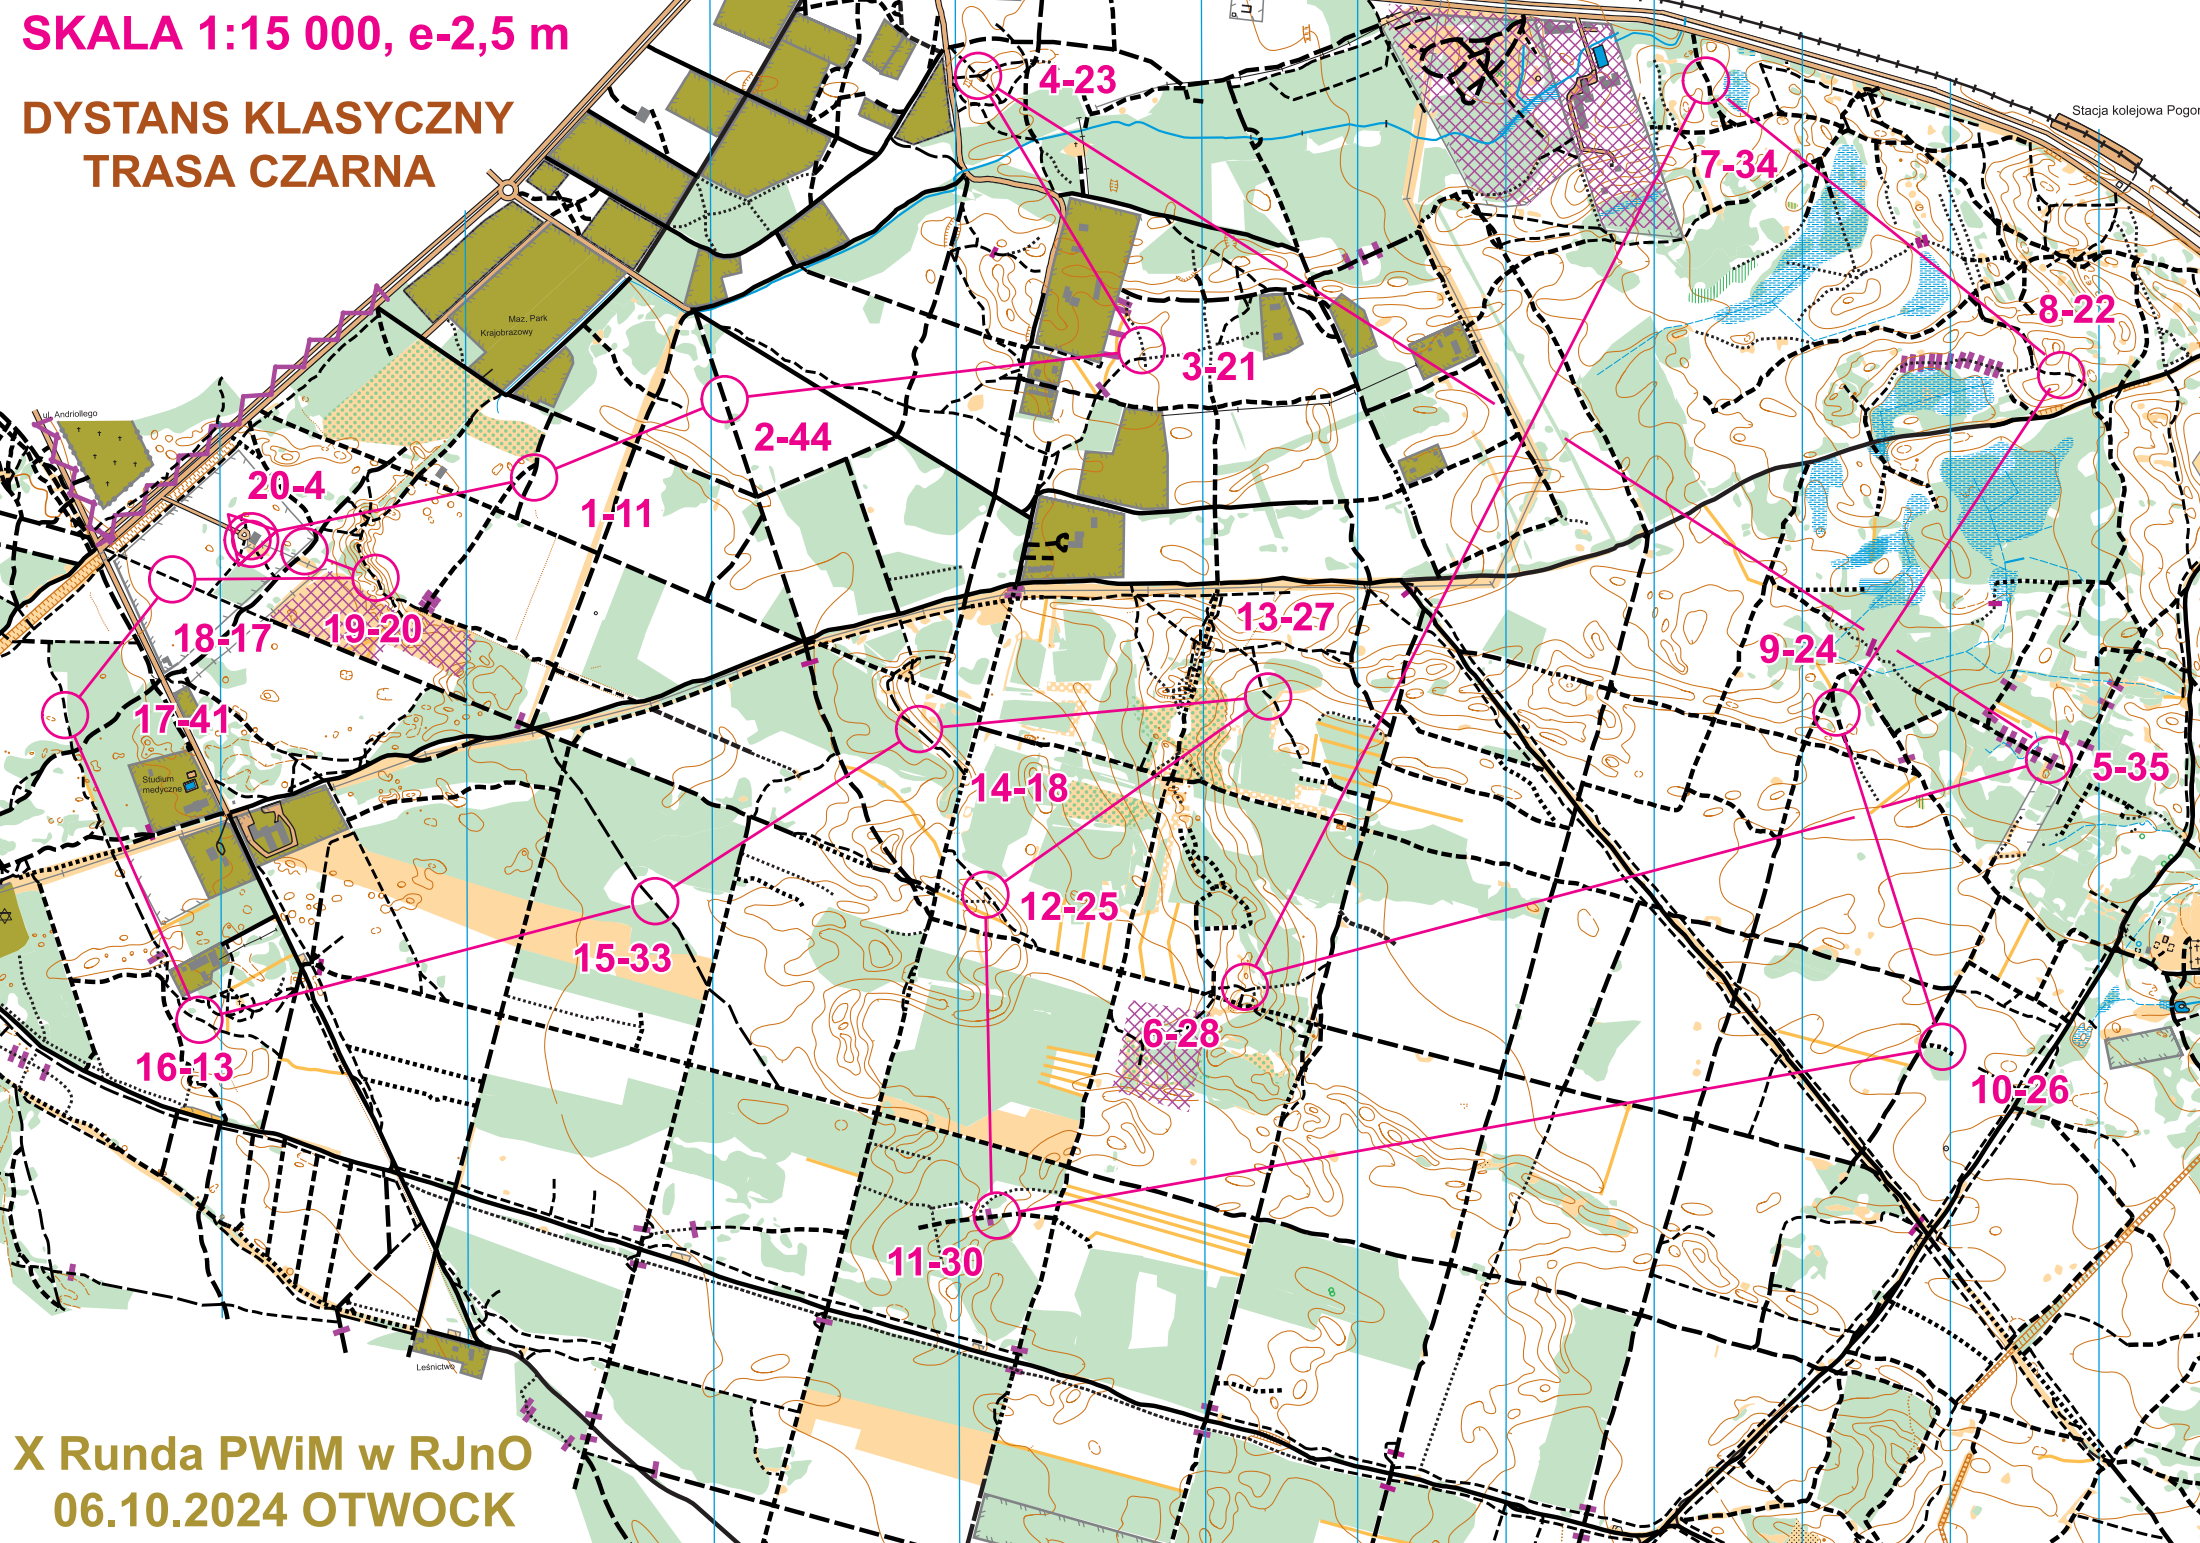 SKALA 1:15 000, e-2,5 m
DYSTANS KLASYCZNY
TRASA CZARNA
4-23
Stacja kolejowa Pogor
7-34
8-22
Maz. Park
Krajobrazowy
3-21
ul. Andriollego
2-44
20-4
1-11
13-27
19-20
18-17
9-24
17-41
5-35
Studium
medyczne
14-18
12-25
15-33
6-28
16-13
10-26
11-30
Leśnictwo
X Runda PWiM w RJnO
06.10.2024 OTWOCK